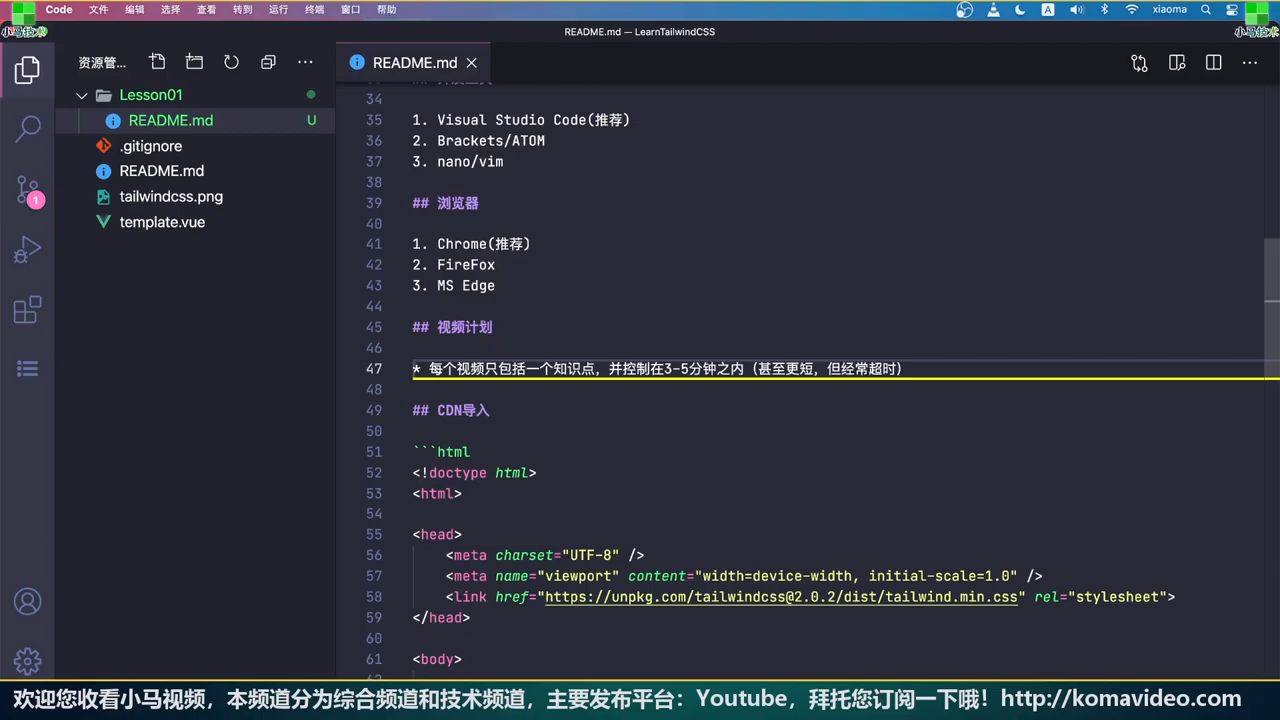 Code 文件 编辑 选择 查看 转到 运行 终端 窗口 帮助 A xiaoma
小马技术 小马技术
README.md — LearnTailwindCSS
资源管... ···
README.md
Lesson01
README.md U
.gitignore
README.md
tailwindcss.png
template.vue
1
34
35 1. Visual Studio Code(推荐)
36 2. Brackets/ATOM
37 3. nano/vim
38
39 ## 浏览器
40
41 1. Chrome(推荐)
42 2. FireFox
43 3. MS Edge
44
45 ## 视频计划
46
47 * 每个视频只包括一个知识点，并控制在3-5分钟之内（甚至更短，但经常超时）
48
49 ## CDN导入
50
51 ```html
52 <!doctype html>
53 <html>
54
55 <head>
56 <meta charset="UTF-8" />
57 <meta name="viewport" content="width=device-width, initial-scale=1.0" />
58 <link href="https://unpkg.com/tailwindcss@2.0.2/dist/tailwind.min.css" rel="stylesheet">
59 </head>
60
61 <body>
欢迎您收看小马视频，本频道分为综合频道和技术频道，主要发布平台：Youtube，拜托您订阅一下哦！http://komavideo.com